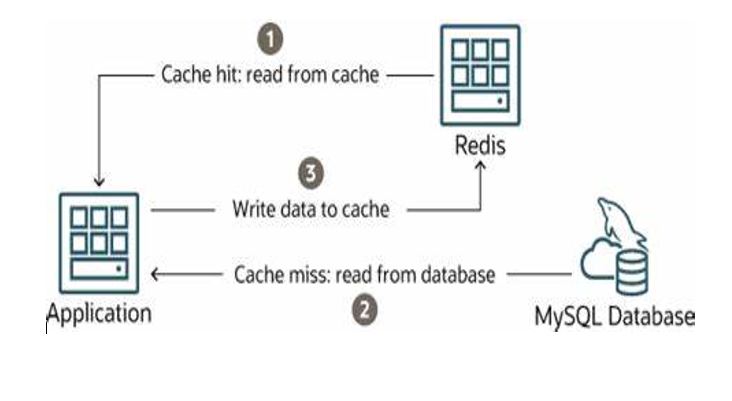 1
Cache hit: read from cache
Redis
3
Write data to cache
Cache miss: read from database
2
Application
MySQL Database